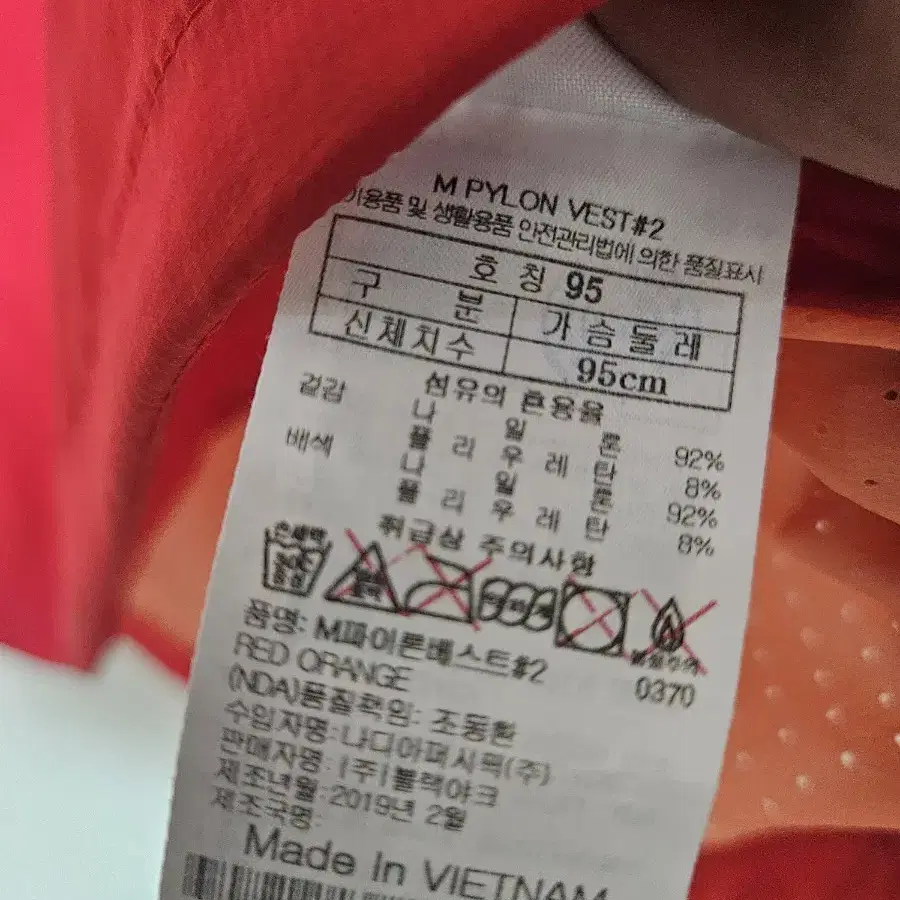 M PYLON VEST#2
이용품 및 생활용품 안전관리법에 의한 품질표시
호 칭 95
구 분 가 슴 둘 레
신체치수 95cm
섬유의 혼용율
겉감 나 일 론 92%
폴 리 우 레 탄 8%
배색 나 일 론 92%
폴 리 우 레 탄 8%
취급상 주의사항
손세탁
품명: M파이론베스트#2
0370
RED ORANGE
(NDA)품질책임: 조동환
수입자명: 나디아퍼시픽(주)
판매자명: (주)블랙야크
제조년월:2019년 2월
제조국명:
Made In VIETNAM